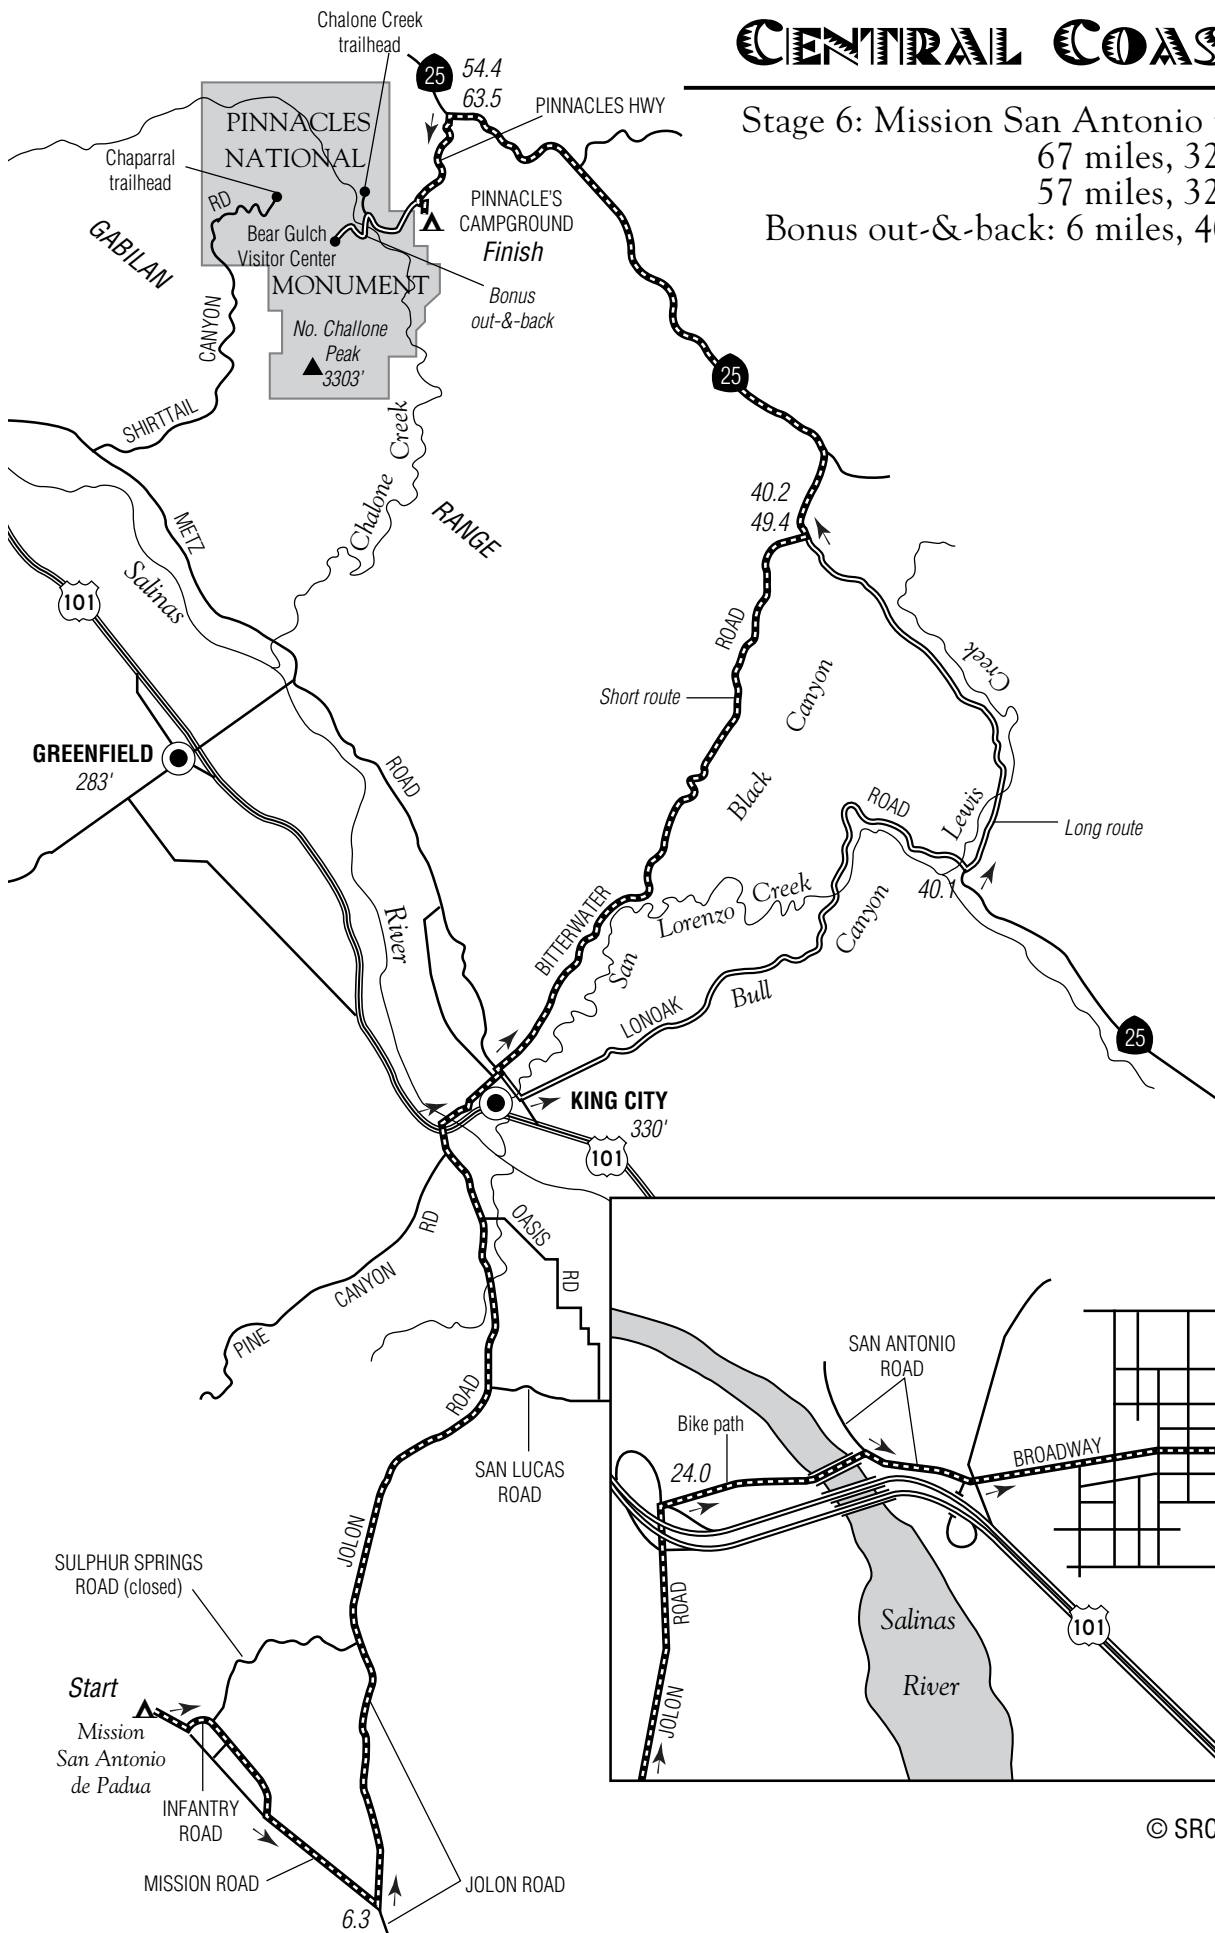 CENTRAL COAS
Stage 6: Mission San Antonio
67 miles, 32
57 miles, 32
Bonus out-&-back: 6 miles, 4
Chalone Creek
trailhead
25
54.4
63.5
PINNACLES HWY
PINNACLES
NATIONAL
MONUMENT
Chaparral
trailhead
RD
CANYON
SHIRTTAIL
GABILAN
RANGE
Bear Gulch
Visitor Center
PINNACLE'S
CAMPGROUND
Finish
Bonus
out-&-back
No. Challone
Peak
3303'
Chalone Creek
25
40.2
49.4
METZ
ROAD
Salinas
River
101
GREENFIELD
283'
ROAD
Short route
Black Canyon
Creek
Lewis
ROAD
Long route
40.1
BITTERWATER
San Lorenzo Creek
Bull Canyon
LONOAK
25
KING CITY
330'
101
OASIS
RD
RD
CANYON
PINE
ROAD
SAN LUCAS
ROAD
JOLON
SULPHUR SPRINGS
ROAD (closed)
Start
Mission
San Antonio
de Padua
INFANTRY
ROAD
MISSION ROAD
6.3
JOLON ROAD
SAN ANTONIO
ROAD
Bike path
24.0
BROADWAY
ROAD
JOLON
Salinas
River
101
© SRC